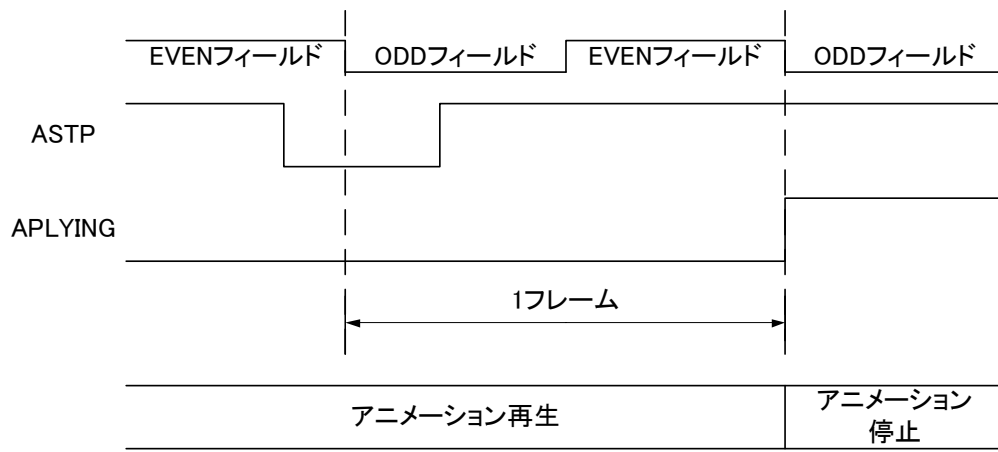 EVENフィールド ODDフィールド EVENフィールド ODDフィールド
ASTP
APLYING
1フレーム
アニメーション再生
アニメーション
停止